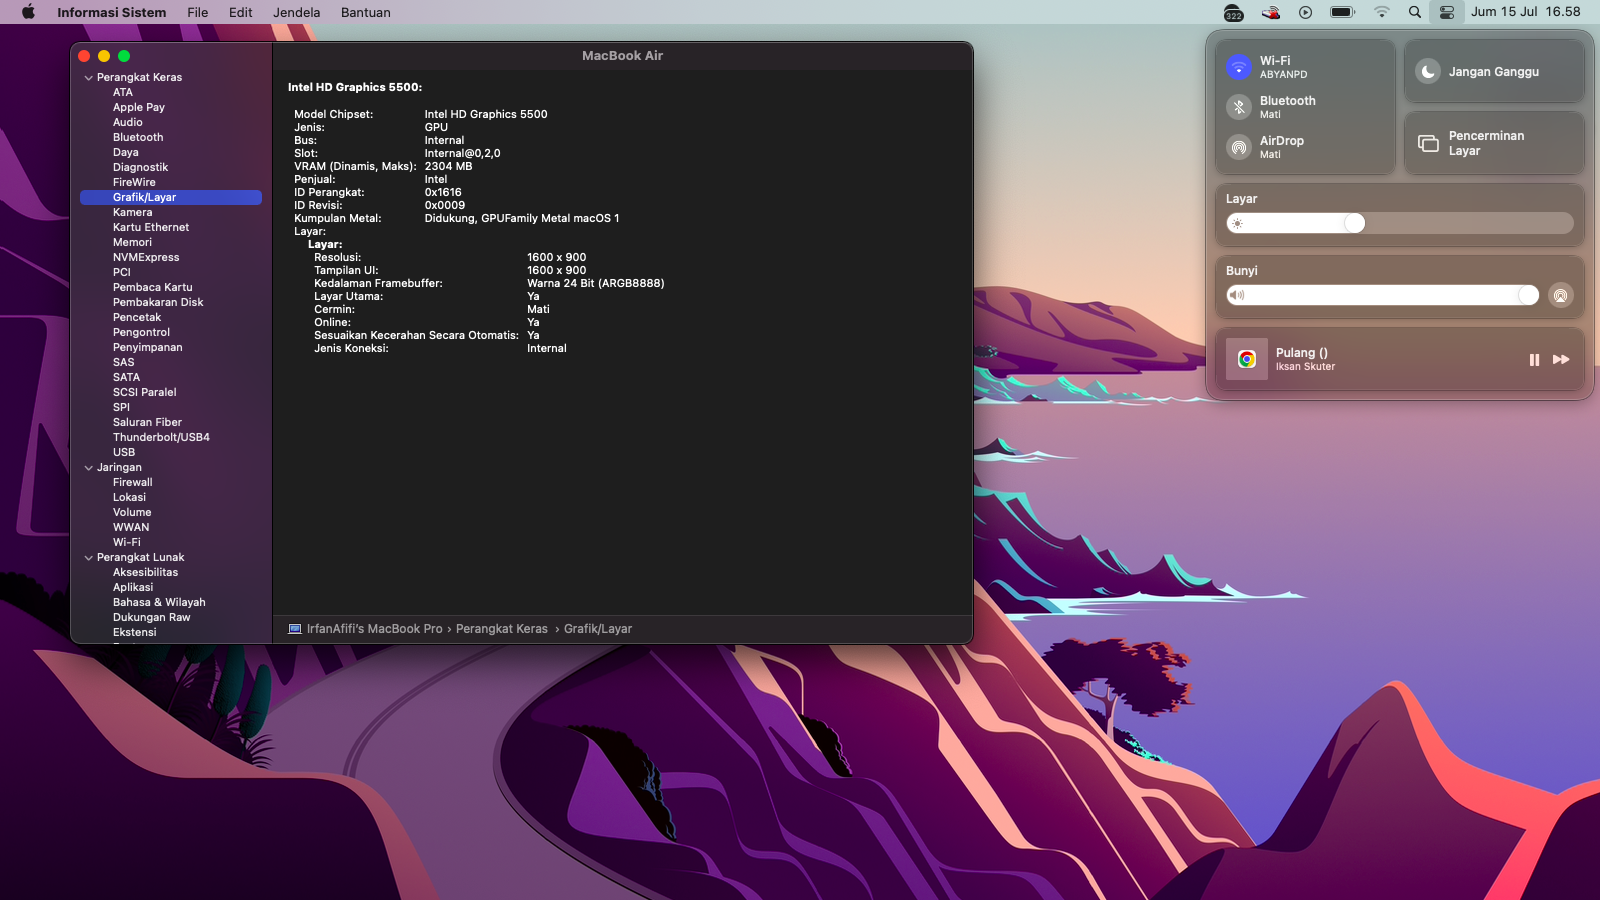 Informasi Sistem File Edit Jendela Bantuan
322
Jum 15 Jul 16.58
MacBook Air
Perangkat Keras
ATA
Apple Pay
Audio
Bluetooth
Daya
Diagnostik
FireWire
Grafik/Layar
Kamera
Kartu Ethernet
Memori
NVMExpress
PCI
Pembaca Kartu
Pembakaran Disk
Pencetak
Pengontrol
Penyimpanan
SAS
SATA
SCSI Paralel
SPI
Saluran Fiber
Thunderbolt/USB4
USB
Jaringan
Firewall
Lokasi
Volume
WWAN
Wi-Fi
Perangkat Lunak
Aksesibilitas
Aplikasi
Bahasa & Wilayah
Dukungan Raw
Ekstensi
Intel HD Graphics 5500:
Model Chipset: Intel HD Graphics 5500
Jenis: GPU
Bus: Internal
Slot: Internal@0,2,0
VRAM (Dinamis, Maks): 2304 MB
Penjual: Intel
ID Perangkat: 0x1616
ID Revisi: 0x0009
Kumpulan Metal: Didukung, GPUFamily Metal macOS 1
Layar:
Layar:
Resolusi: 1600 x 900
Tampilan UI: 1600 x 900
Kedalaman Framebuffer: Warna 24 Bit (ARGB8888)
Layar Utama: Ya
Cermin: Mati
Online: Ya
Sesuaikan Kecerahan Secara Otomatis: Ya
Jenis Koneksi: Internal
IrfanAfifi's MacBook Pro › Perangkat Keras › Grafik/Layar
Wi-Fi
ABYANPD
Bluetooth
Mati
AirDrop
Mati
Jangan Ganggu
Pencerminan
Layar
Layar
Bunyi
Pulang ()
Iksan Skuter